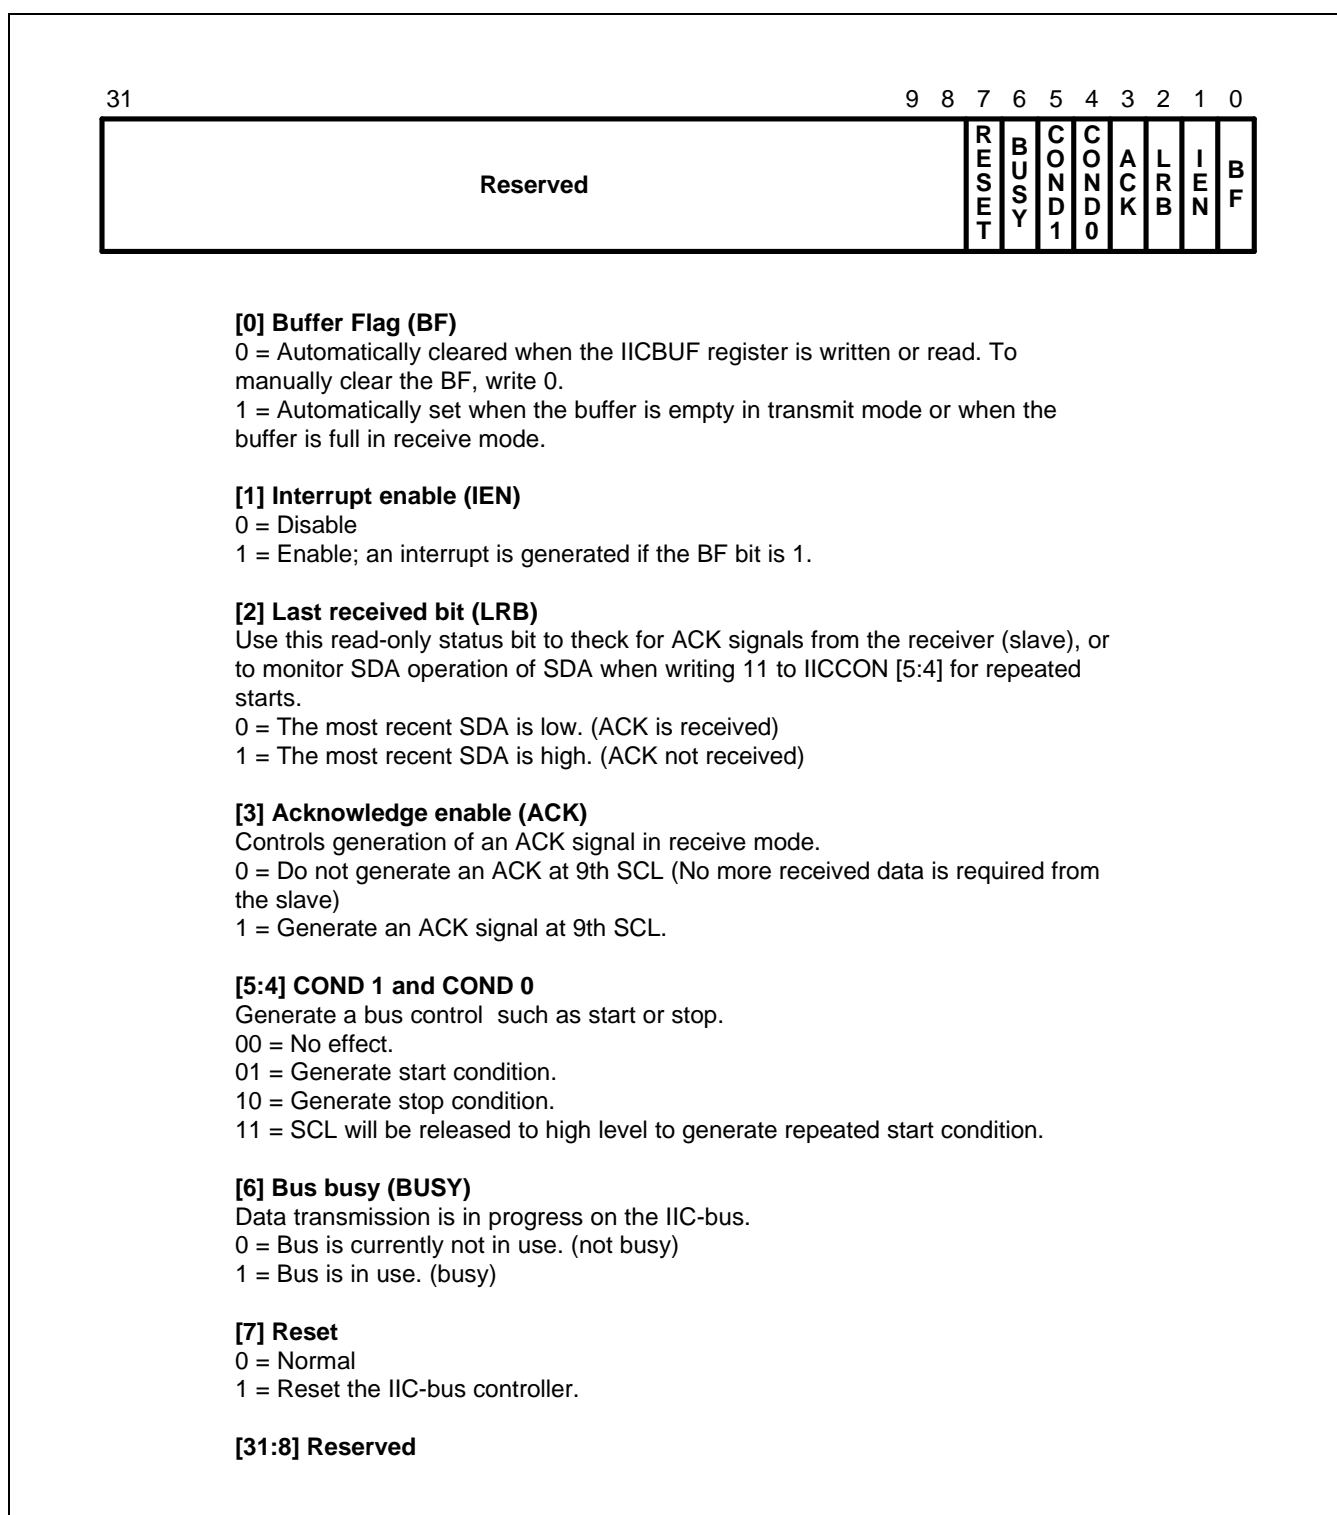 31 9 8 7 6 5 4 3 2 1 0
Reserved
RESET
BUSY
COND1
COND0
ACK
LRB
IEN
BF
[0] Buffer Flag (BF)
0 = Automatically cleared when the IICBUF register is written or read. To
manually clear the BF, write 0.
1 = Automatically set when the buffer is empty in transmit mode or when the
buffer is full in receive mode.
[1] Interrupt enable (IEN)
0 = Disable
1 = Enable; an interrupt is generated if the BF bit is 1.
[2] Last received bit (LRB)
Use this read-only status bit to theck for ACK signals from the receiver (slave), or
to monitor SDA operation of SDA when writing 11 to IICCON [5:4] for repeated
starts.
0 = The most recent SDA is low. (ACK is received)
1 = The most recent SDA is high. (ACK not received)
[3] Acknowledge enable (ACK)
Controls generation of an ACK signal in receive mode.
0 = Do not generate an ACK at 9th SCL (No more received data is required from
the slave)
1 = Generate an ACK signal at 9th SCL.
[5:4] COND 1 and COND 0
Generate a bus control such as start or stop.
00 = No effect.
01 = Generate start condition.
10 = Generate stop condition.
11 = SCL will be released to high level to generate repeated start condition.
[6] Bus busy (BUSY)
Data transmission is in progress on the IIC-bus.
0 = Bus is currently not in use. (not busy)
1 = Bus is in use. (busy)
[7] Reset
0 = Normal
1 = Reset the IIC-bus controller.
[31:8] Reserved